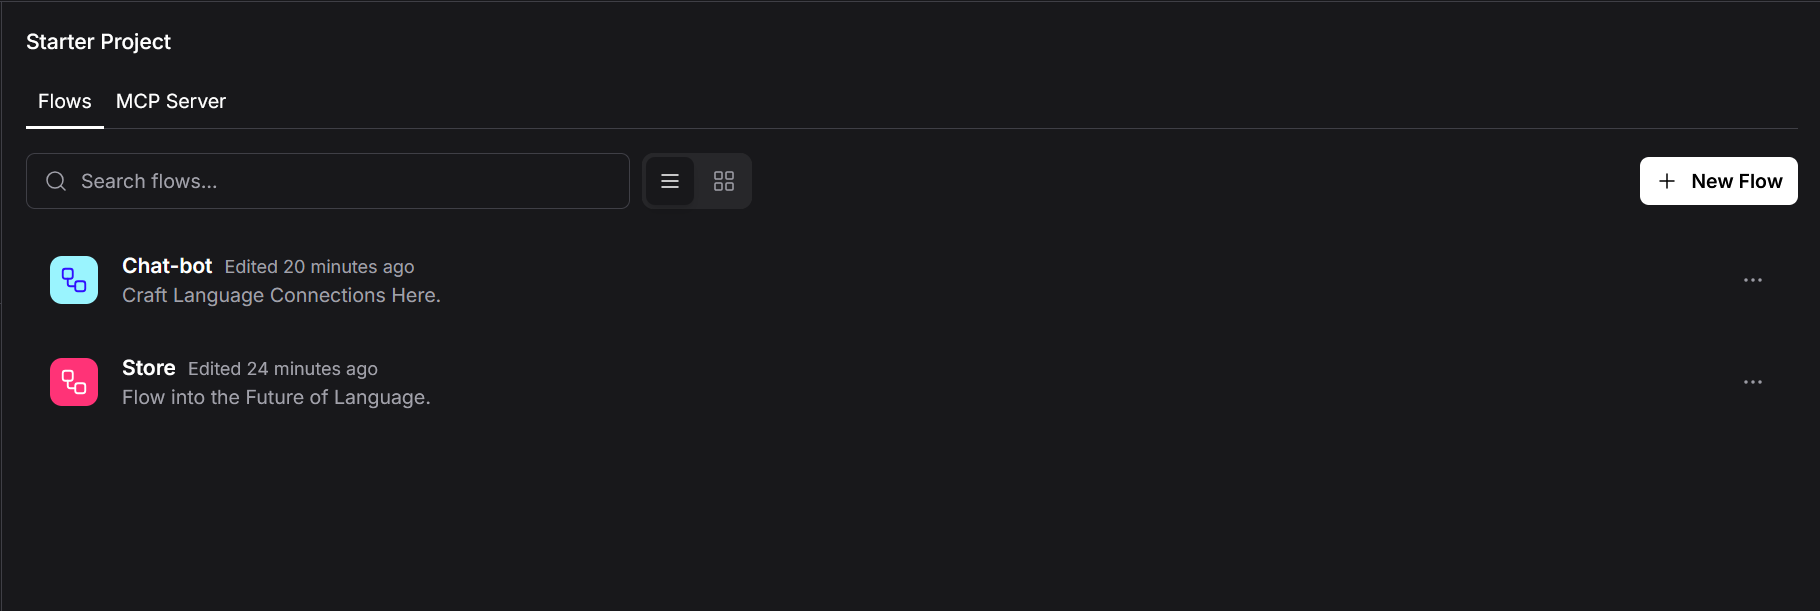 Starter Project
Flows MCP Server
Search flows...
New Flow
Chat-bot Edited 20 minutes ago
Craft Language Connections Here.
Store Edited 24 minutes ago
Flow into the Future of Language.